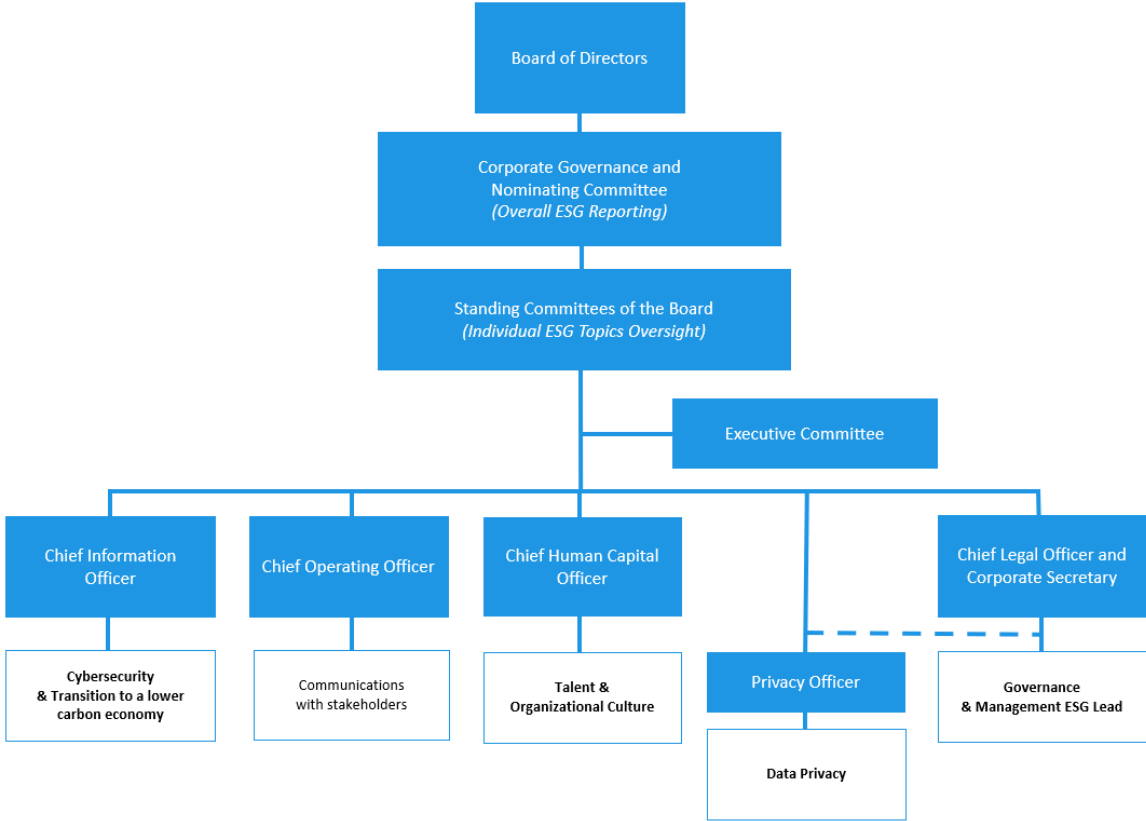 Board of Directors
Corporate Governance and
Nominating Committee
(Overall ESG Reporting)
Standing Committees of the Board
(Individual ESG Topics Oversight)
Executive Committee
Chief Information
Officer
Chief Operating Officer
Chief Human Capital
Officer
Chief Legal Officer and
Corporate Secretary
Cybersecurity
& Transition to a lower
carbon economy
Communications
with stakeholders
Talent &
Organizational Culture
Privacy Officer
Governance
& Management ESG Lead
Data Privacy